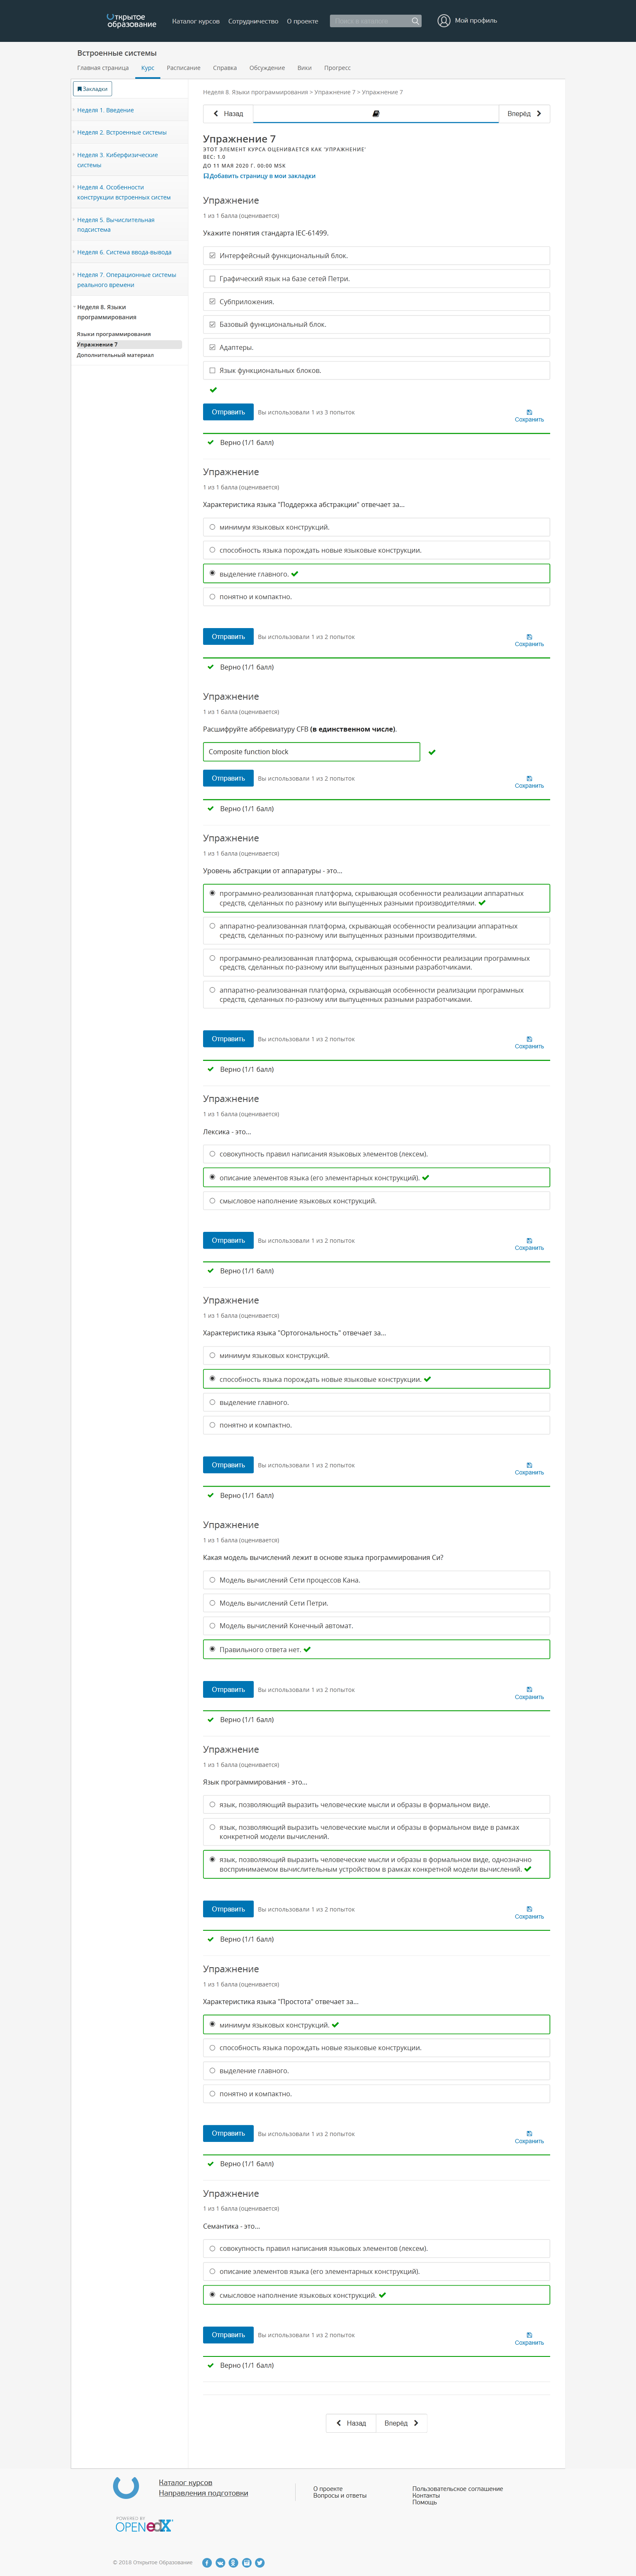 Открытое
образование
Каталог курсов
Сотрудничество
О проекте
Поиск в каталоге
Мой профиль
Встроенные системы
Главная страница
Курс
Расписание
Справка
Обсуждение
Вики
Прогресс
Закладки
Неделя 1. Введение
Неделя 2. Встроенные системы
Неделя 3. Киберфизические
системы
Неделя 4. Особенности
конструкции встроенных систем
Неделя 5. Вычислительная
подсистема
Неделя 6. Система ввода-вывода
Неделя 7. Операционные системы
реального времени
Неделя 8. Языки
программирования
Языки программирования
Упражнение 7
Дополнительный материал
Неделя 8. Языки программирования > Упражнение 7 > Упражнение 7
Назад
Вперёд
Упражнение 7
ЭТОТ ЭЛЕМЕНТ КУРСА ОЦЕНИВАЕТСЯ КАК 'УПРАЖНЕНИЕ'
ВЕС: 1.0
ДО 11 МАЯ 2020 Г. 00:00 MSK
Добавить страницу в мои закладки
Упражнение
1 из 1 балла (оценивается)
Укажите понятия стандарта IEC-61499.
Интерфейсный функциональный блок.
Графический язык на базе сетей Петри.
Субприложения.
Базовый функциональный блок.
Адаптеры.
Язык функциональных блоков.
Отправить
Вы использовали 1 из 3 попыток
Сохранить
Верно (1/1 балл)
Упражнение
1 из 1 балла (оценивается)
Характеристика языка "Поддержка абстракции" отвечает за...
минимум языковых конструкций.
способность языка порождать новые языковые конструкции.
выделение главного.
понятно и компактно.
Отправить
Вы использовали 1 из 2 попыток
Сохранить
Верно (1/1 балл)
Упражнение
1 из 1 балла (оценивается)
Расшифруйте аббревиатуру CFB (в единственном числе).
Composite function block
Отправить
Вы использовали 1 из 2 попыток
Сохранить
Верно (1/1 балл)
Упражнение
1 из 1 балла (оценивается)
Уровень абстракции от аппаратуры - это...
программно-реализованная платформа, скрывающая особенности реализации аппаратных
средств, сделанных по разному или выпущенных разными производителями.
аппаратно-реализованная платформа, скрывающая особенности реализации аппаратных
средств, сделанных по-разному или выпущенных разными производителями.
программно-реализованная платформа, скрывающая особенности реализации программных
средств, сделанных по-разному или выпущенных разными разработчиками.
аппаратно-реализованная платформа, скрывающая особенности реализации программных
средств, сделанных по-разному или выпущенных разными разработчиками.
Отправить
Вы использовали 1 из 2 попыток
Сохранить
Верно (1/1 балл)
Упражнение
1 из 1 балла (оценивается)
Лексика - это...
совокупность правил написания языковых элементов (лексем).
описание элементов языка (его элементарных конструкций).
смысловое наполнение языковых конструкций.
Отправить
Вы использовали 1 из 2 попыток
Сохранить
Верно (1/1 балл)
Упражнение
1 из 1 балла (оценивается)
Характеристика языка "Ортогональность" отвечает за...
минимум языковых конструкций.
способность языка порождать новые языковые конструкции.
выделение главного.
понятно и компактно.
Отправить
Вы использовали 1 из 2 попыток
Сохранить
Верно (1/1 балл)
Упражнение
1 из 1 балла (оценивается)
Какая модель вычислений лежит в основе языка программирования Си?
Модель вычислений Сети процессов Кана.
Модель вычислений Сети Петри.
Модель вычислений Конечный автомат.
Правильного ответа нет.
Отправить
Вы использовали 1 из 2 попыток
Сохранить
Верно (1/1 балл)
Упражнение
1 из 1 балла (оценивается)
Язык программирования - это...
язык, позволяющий выразить человеческие мысли и образы в формальном виде.
язык, позволяющий выразить человеческие мысли и образы в формальном виде в рамках
конкретной модели вычислений.
язык, позволяющий выразить человеческие мысли и образы в формальном виде, однозначно
воспринимаемом вычислительным устройством в рамках конкретной модели вычислений.
Отправить
Вы использовали 1 из 2 попыток
Сохранить
Верно (1/1 балл)
Упражнение
1 из 1 балла (оценивается)
Характеристика языка "Простота" отвечает за...
минимум языковых конструкций.
способность языка порождать новые языковые конструкции.
выделение главного.
понятно и компактно.
Отправить
Вы использовали 1 из 2 попыток
Сохранить
Верно (1/1 балл)
Упражнение
1 из 1 балла (оценивается)
Семантика - это...
совокупность правил написания языковых элементов (лексем).
описание элементов языка (его элементарных конструкций).
смысловое наполнение языковых конструкций.
Отправить
Вы использовали 1 из 2 попыток
Сохранить
Верно (1/1 балл)
Назад
Вперёд
Каталог курсов
Направления подготовки
О проекте
Вопросы и ответы
Пользовательское соглашение
Контакты
Помощь
POWERED BY
OPEN edX
© 2018 Открытое Образование